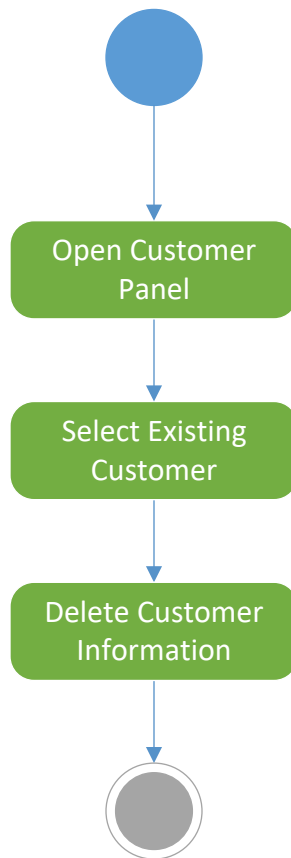 Open Customer
Panel
Select Existing
Customer
Delete Customer
Information